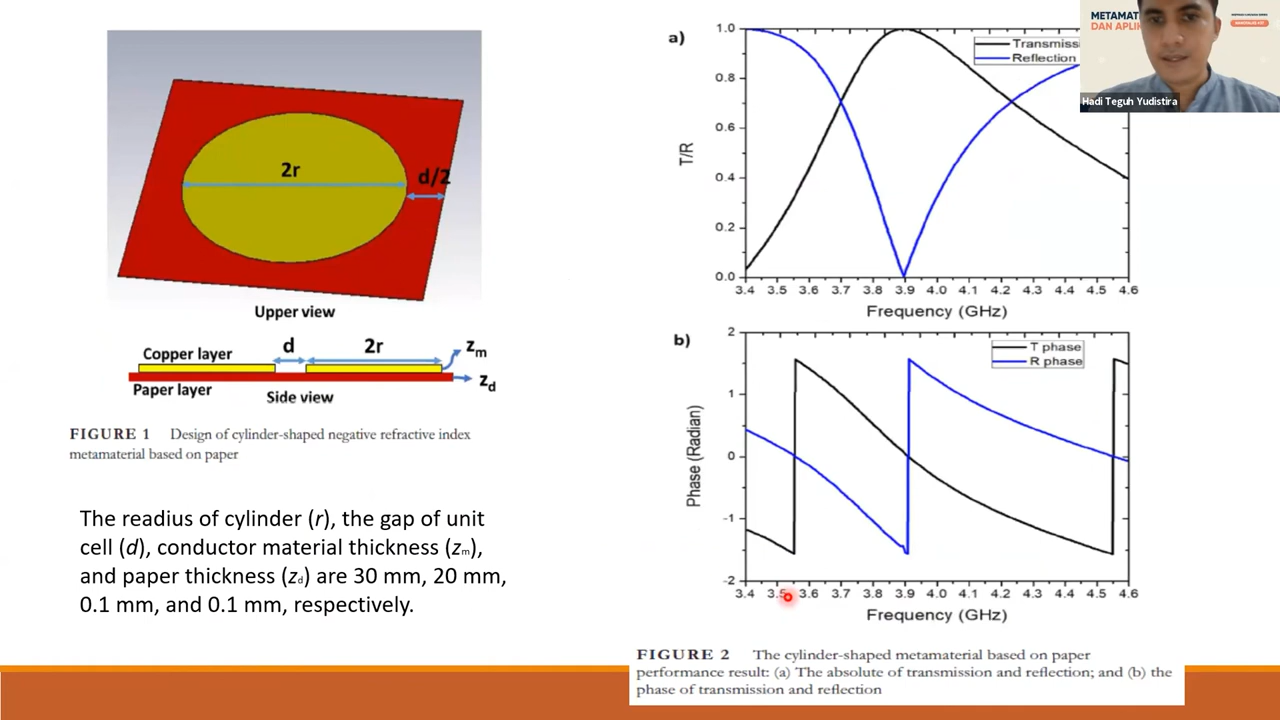 2r
d/2
Upper view
Copper layer
d
2r
zm
Paper layer
zd
Side view
FIGURE 1 Design of cylinder-shaped negative refractive index
metamaterial based on paper
The readius of cylinder (r), the gap of unit
cell (d), conductor material thickness (zm),
and paper thickness (zd) are 30 mm, 20 mm,
0.1 mm, and 0.1 mm, respectively.
a)
T/R
1.0
0.8
0.6
0.4
0.2
0.0
Transmiss
Reflection
3.4 3.5 3.6 3.7 3.8 3.9 4.0 4.1 4.2 4.3 4.4 4.5 4.6
Frequency (GHz)
b)
Phase (Radian)
2
1
0
-1
-2
T phase
R phase
3.4 3.5 3.6 3.7 3.8 3.9 4.0 4.1 4.2 4.3 4.4 4.5 4.6
Frequency (GHz)
FIGURE 2 The cylinder-shaped metamaterial based on paper
performance result: (a) The absolute of transmission and reflection; and (b) the
phase of transmission and reflection
METAMAT
DAN APLIK
Hadi Teguh Yudistira